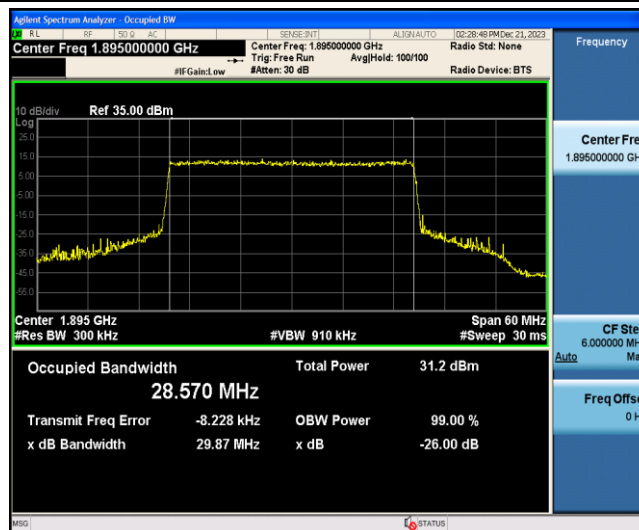 Agilent Spectrum Analyzer - Occupied BW
RL RF 50 Ω AC SENSE:INT ALIGN AUTO 02:28:48 PM Dec 21, 2023
Center Freq 1.895000000 GHz
Center Freq: 1.895000000 GHz
Radio Std: None
Trig: Free Run Avg|Hold: 100/100
#IFGain:Low #Atten: 30 dB Radio Device: BTS
10 dB/div Ref 35.00 dBm
Log
25.0
15.0
5.00
-5.00
-15.0
-25.0
-35.0
-45.0
-55.0
Center 1.895 GHz Span 60 MHz
#Res BW 300 kHz #VBW 910 kHz #Sweep 30 ms
Occupied Bandwidth Total Power 31.2 dBm
28.570 MHz
Transmit Freq Error -8.228 kHz OBW Power 99.00 %
x dB Bandwidth 29.87 MHz x dB -26.00 dB
MSG STATUS
Frequency
Center Fre
1.895000000 GH
CF Ste
6.000000 MH
Auto Ma
Freq Offse
0 H